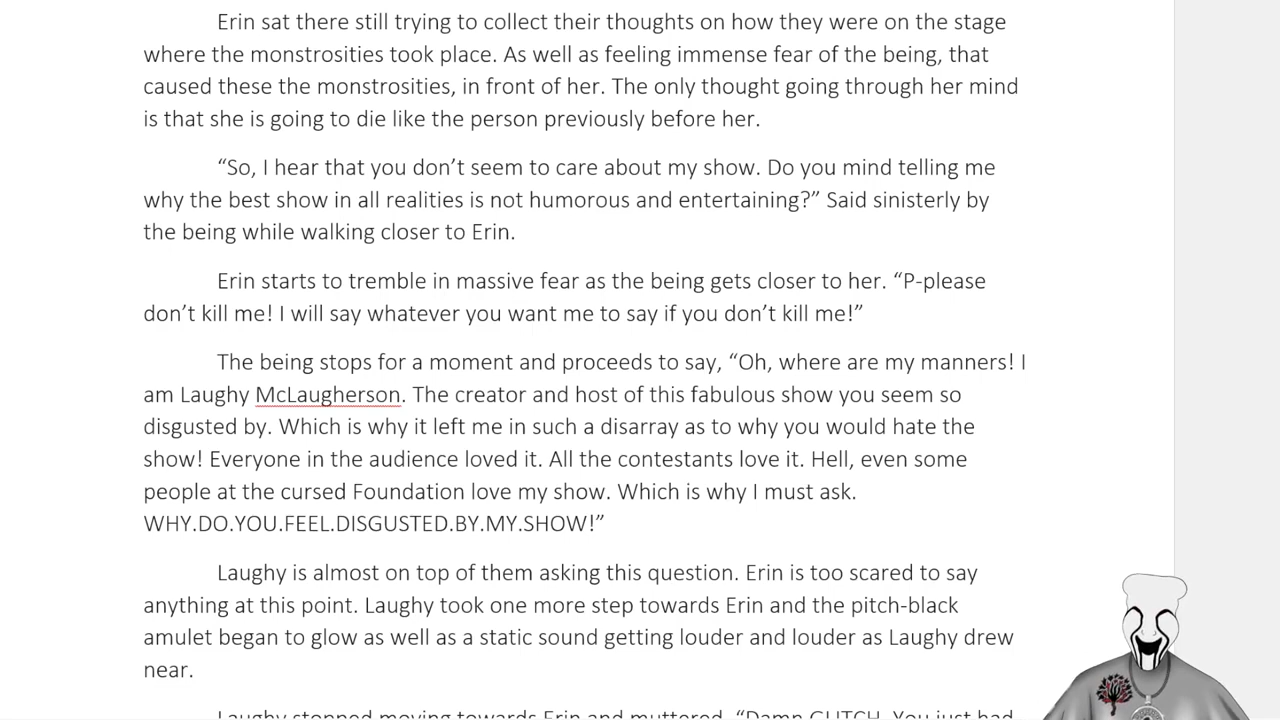 Erin sat there still trying to collect their thoughts on how they were on the stage
where the monstrosities took place. As well as feeling immense fear of the being, that
caused these the monstrosities, in front of her. The only thought going through her mind
is that she is going to die like the person previously before her.
“So, I hear that you don’t seem to care about my show. Do you mind telling me
why the best show in all realities is not humorous and entertaining?” Said sinisterly by
the being while walking closer to Erin.
Erin starts to tremble in massive fear as the being gets closer to her. “P-please
don’t kill me! I will say whatever you want me to say if you don’t kill me!”
The being stops for a moment and proceeds to say, “Oh, where are my manners! I
am Laughy McLaugherson. The creator and host of this fabulous show you seem so
disgusted by. Which is why it left me in such a disarray as to why you would hate the
show! Everyone in the audience loved it. All the contestants love it. Hell, even some
people at the cursed Foundation love my show. Which is why I must ask.
WHY.DO.YOU.FEEL.DISGUSTED.BY.MY.SHOW!”
Laughy is almost on top of them asking this question. Erin is too scared to say
anything at this point. Laughy took one more step towards Erin and the pitch-black
amulet began to glow as well as a static sound getting louder and louder as Laughy drew
near.
Laughy stopped moving towards Erin and muttered, “Damn GLITCH. You just had